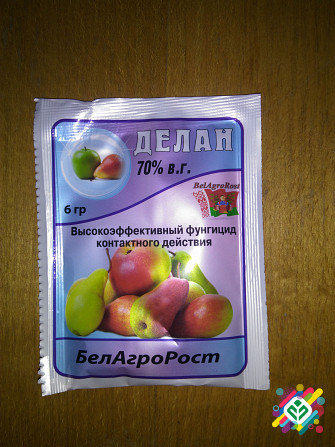 ДЕЛАН
70% в.г.
BelAgroRost
6 гр
Высокоэффективный фунгицид
контактного действия
БелАгроРост